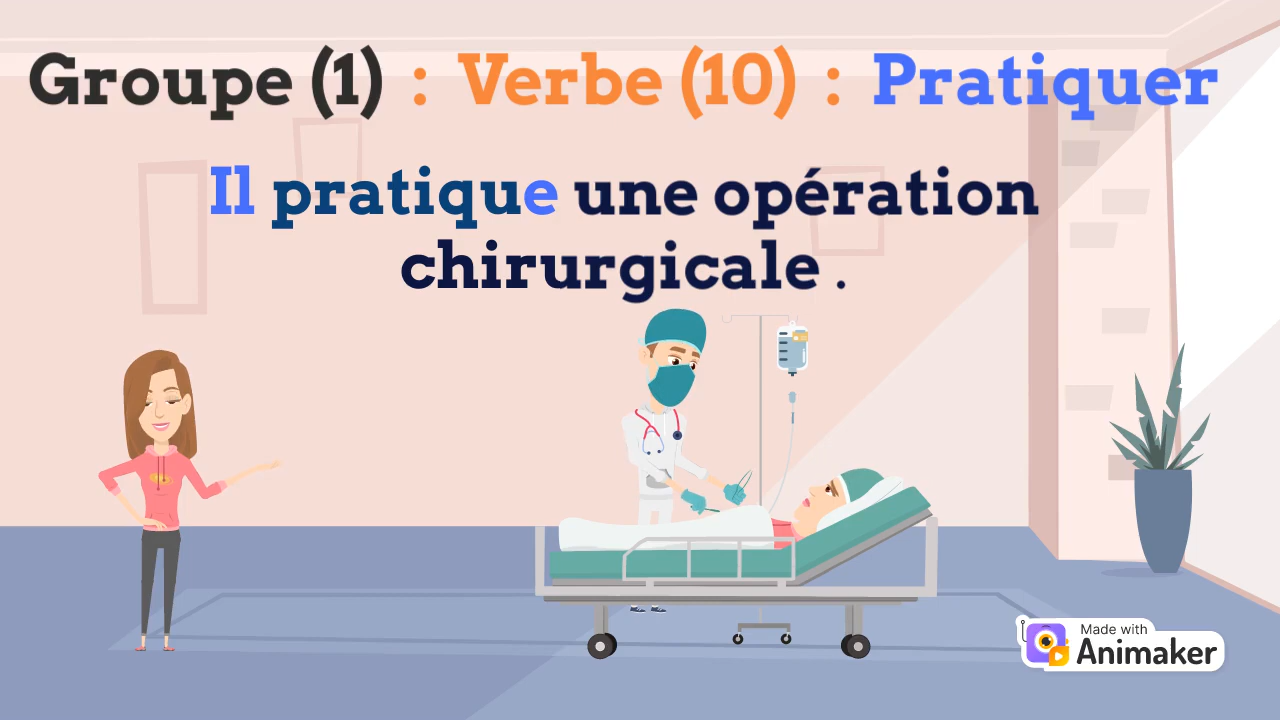 Groupe (1) : Verbe (10) : Pratiquer
Il pratique une opération
chirurgicale .
Made with
Animaker